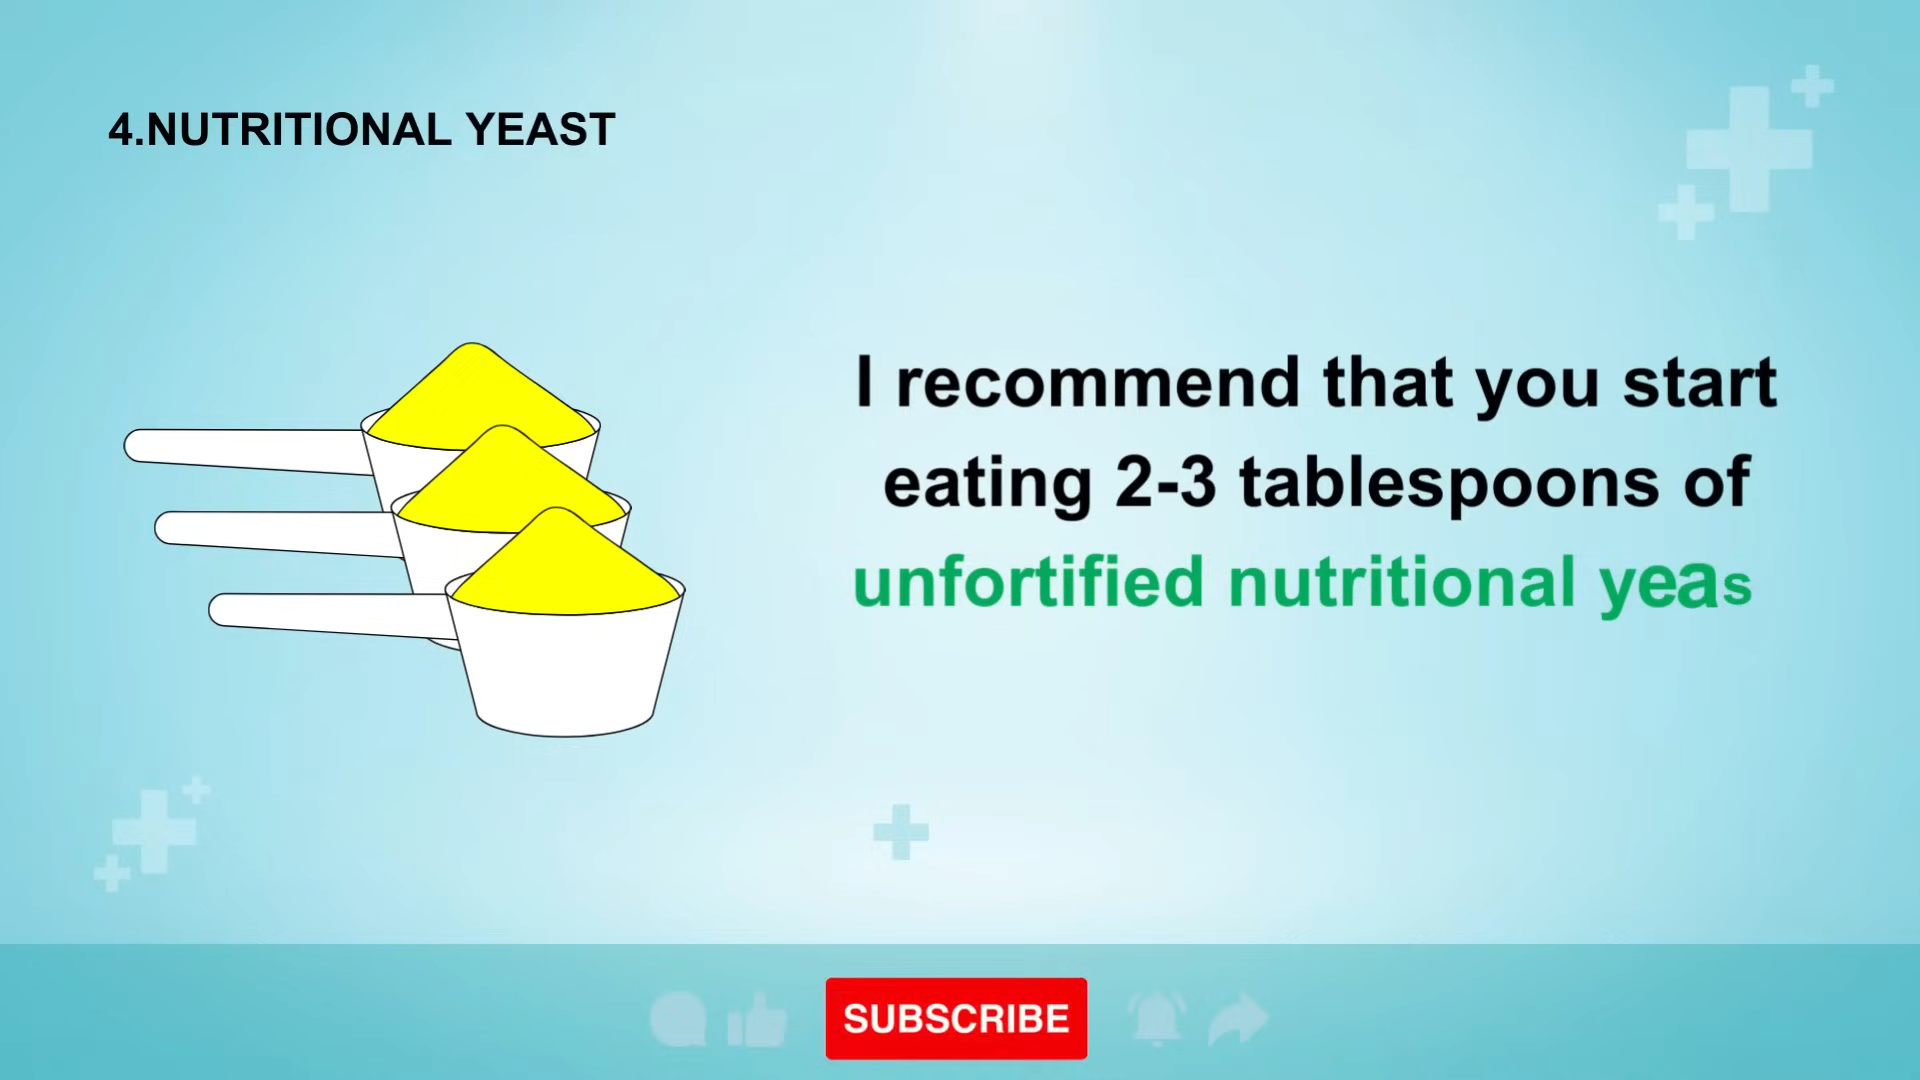 4.NUTRITIONAL YEAST
I recommend that you start
eating 2-3 tablespoons of
unfortified nutritional yeas
SUBSCRIBE